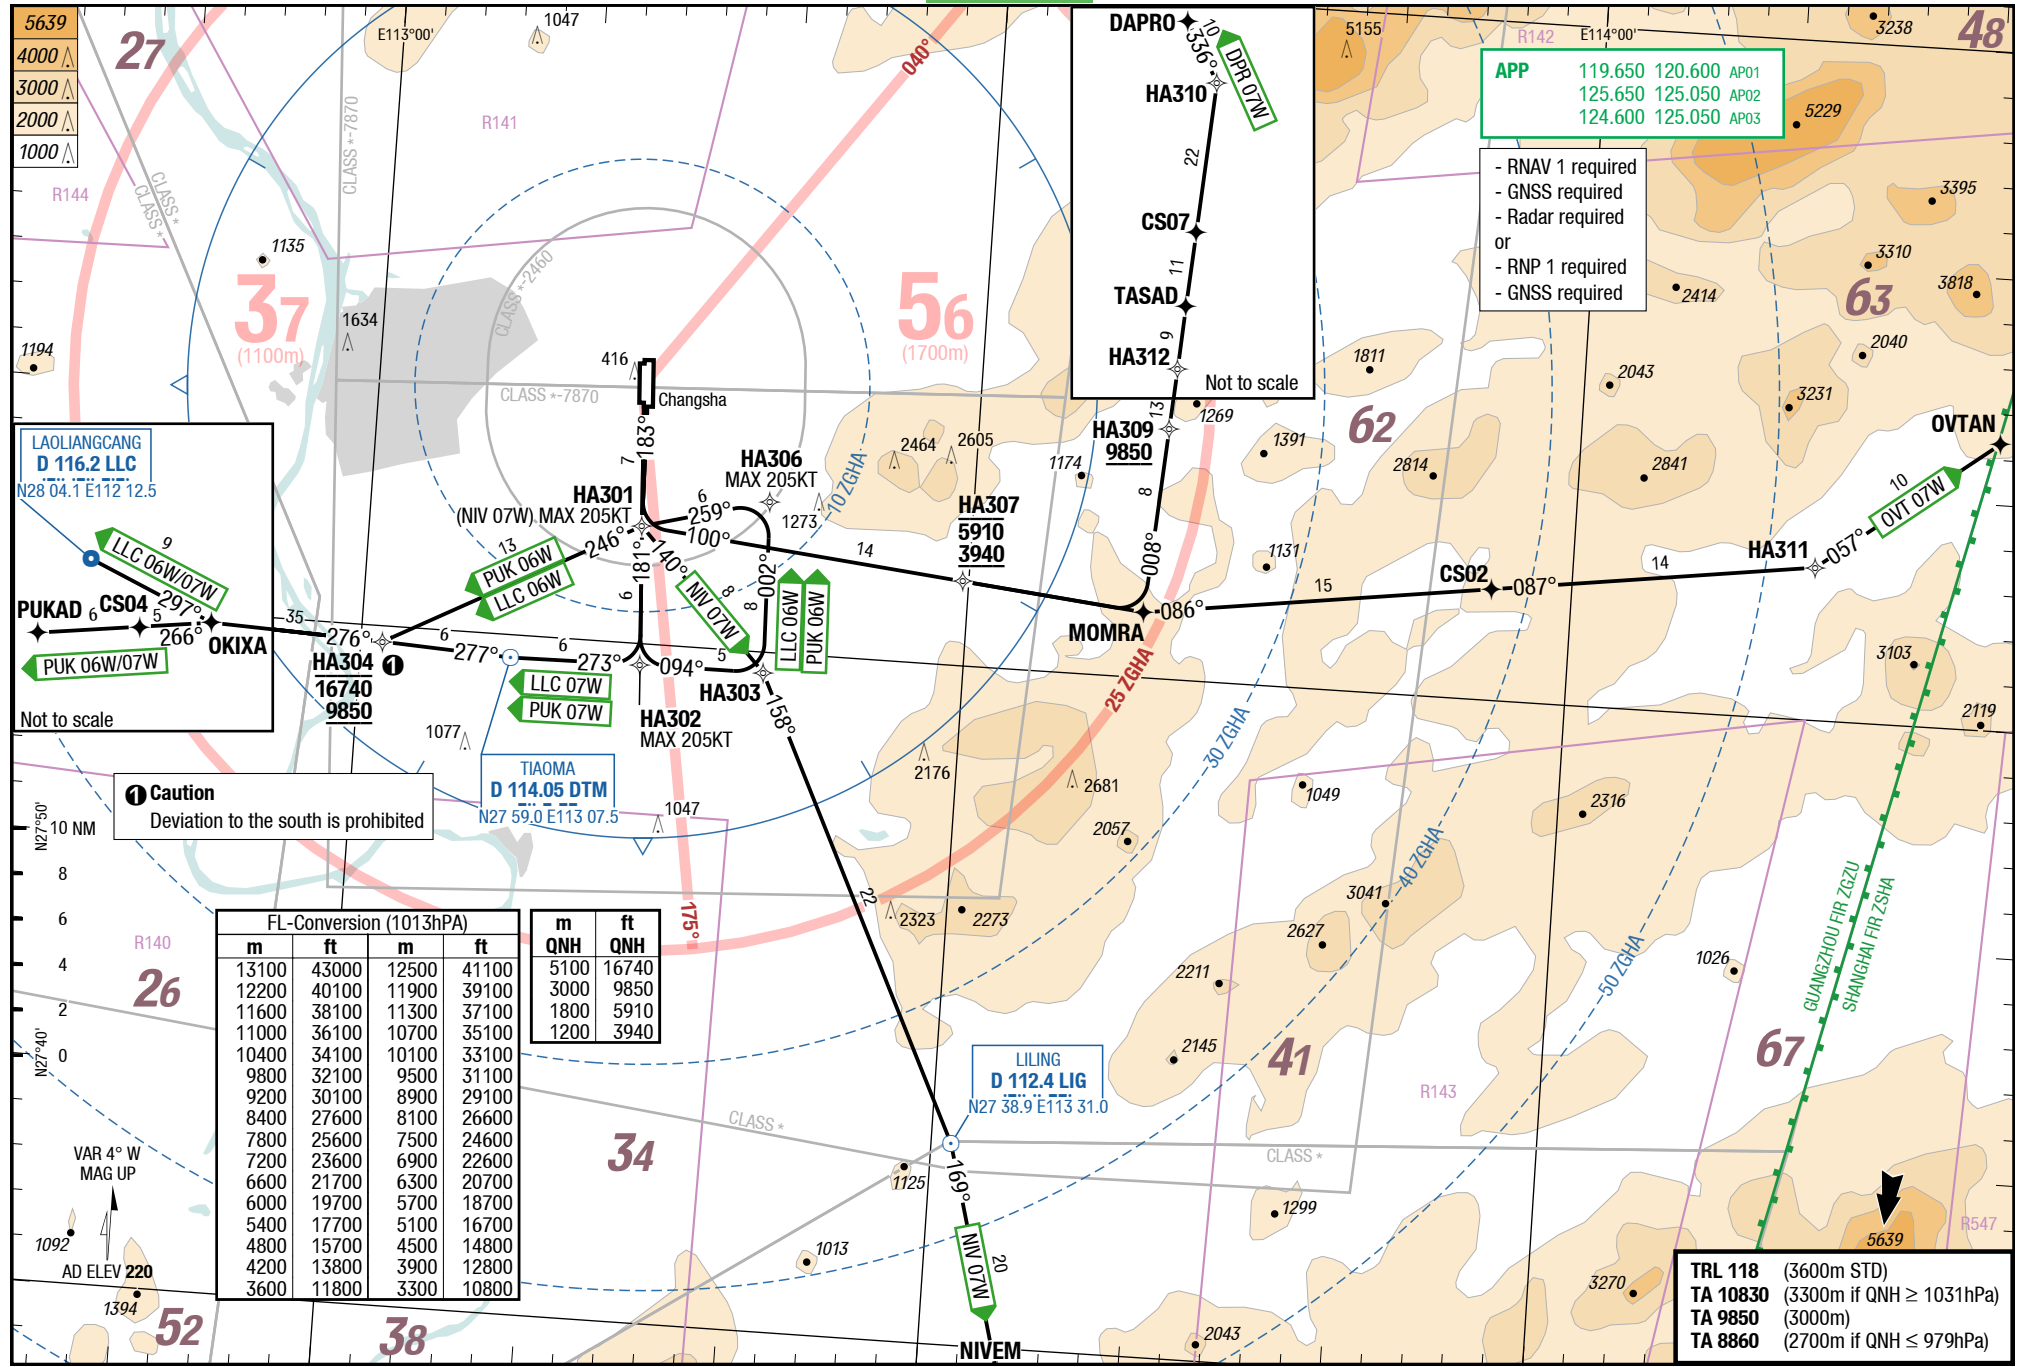 5639
4000
3000
2000
1000
27
1047
E113°00'
CLASS *-7870
CLASS *
CLASS *
R144
R141
040°
DAPRO
10
336°
DPR 07W
HA310
22
CS07
11
TASAD
9
HA312
Not to scale
13
HA309
9850
8
008°
5155
R142
E114°00'
3238
48
APP 119.650 120.600 AP01
125.650 125.050 AP02
124.600 125.050 AP03
5229
- RNAV 1 required
- GNSS required
- Radar required
or
- RNP 1 required
- GNSS required
3395
3310
3818
63
2414
2040
2043
3231
1811
1269
62
1391
2814
2841
1174
1131
1135
37
(1100m)
1634
1194
CLASS *-2460
56
(1700m)
416
CLASS *-7870
Changsha
183°
7
2464
2605
1273
10 ZGHA
HA306
MAX 205KT
HA301
(NIV 07W) MAX 205KT
6
259°
100°
14
HA307
5910
3940
LAOLIANGCANG
D 116.2 LLC
N28 04.1 E112 12.5
9
LLC 06W/07W
297°
PUKAD
6
CS04
5
266°
OKIXA
PUK 06W/07W
Not to scale
35
276°
HA304 1
16740
9850
13
246°
PUK 06W
LLC 06W
6
277°
6
273°
LLC 07W
PUK 07W
187°
6
140°
8
NIV 07W
002°
8
LLC 06W
PUK 06W
094°
5
HA303
HA302
MAX 205KT
158°
MOMRA
086°
15
CS02
087°
14
HA311
057°
10
OVT 07W
OVTAN
25 ZGHA
30 ZGHA
40 ZGHA
50 ZGHA
3103
2119
1077
TIAOMA
D 114.05 DTM
N27 59.0 E113 07.5
1 Caution
Deviation to the south is prohibited
1047
2176
2681
2057
1049
2316
3041
2627
2211
2145
2323
2273
22
175°
1026
GUANGZHOU FIR ZGZU
SHANGHAI FIR ZSHA
N27°50'
10 NM
8
6
4
2
0
N27°40'
R140
26
FL-Conversion (1013hPA)
m ft m ft
13100 43000 12500 41100
12200 40100 11900 39100
11600 38100 11300 37100
11000 36100 10700 35100
10400 34100 10100 33100
9800 32100 9500 31100
9200 30100 8900 29100
8400 27600 8100 26600
7800 25600 7500 24600
7200 23600 6900 22600
6600 21700 6300 20700
6000 19700 5700 18700
5400 17700 5100 16700
4800 15700 4500 14800
4200 13800 3900 12800
3600 11800 3300 10800
m ft
QNH QNH
5100 16740
3000 9850
1800 5910
1200 3940
LILING
D 112.4 LIG
N27 38.9 E113 31.0
41
67
R143
34
CLASS *
CLASS *
1125
169°
NIV 07W
20
NIVEM
1013
1299
2043
3270
5639
R547
VAR 4° W
MAG UP
1092
AD ELEV 220
1394
52
38
TRL 118 (3600m STD)
TA 10830 (3300m if QNH ≥ 1031hPa)
TA 9850 (3000m)
TA 8860 (2700m if QNH ≤ 979hPa)